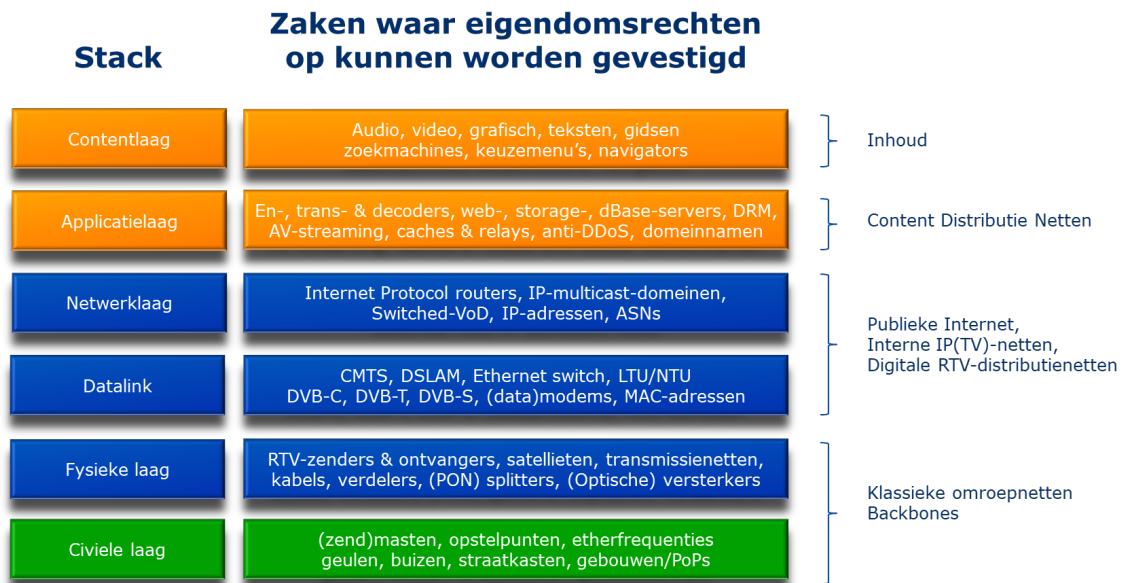 Stack
Zaken waar eigendomsrechten
op kunnen worden gevestigd
Contentlaag
Audio, video, grafisch, teksten, gidsen
zoekmachines, keuzemenu's, navigators
Inhoud
Applicatielaag
En-, trans- & decoders, web-, storage-, dBase-servers, DRM,
AV-streaming, caches & relays, anti-DDoS, domeinnamen
Content Distributie Netten
Netwerklaag
Internet Protocol routers, IP-multicast-domeinen,
Switched-VoD, IP-adressen, ASNs
Datalink
CMTS, DSLAM, Ethernet switch, LTU/NTU
DVB-C, DVB-T, DVB-S, (data)modems, MAC-adressen
Publieke Internet,
Interne IP(TV)-netten,
Digitale RTV-distributienetten
Fysieke laag
RTV-zenders & ontvangers, satellieten, transmissienetten,
kabels, verdelers, (PON) splitters, (Optische) versterkers
Civiele laag
(zend)masten, opstelpunten, etherfrequenties
geulen, buizen, straatkasten, gebouwen/PoPs
Klassieke omroepnetten
Backbones